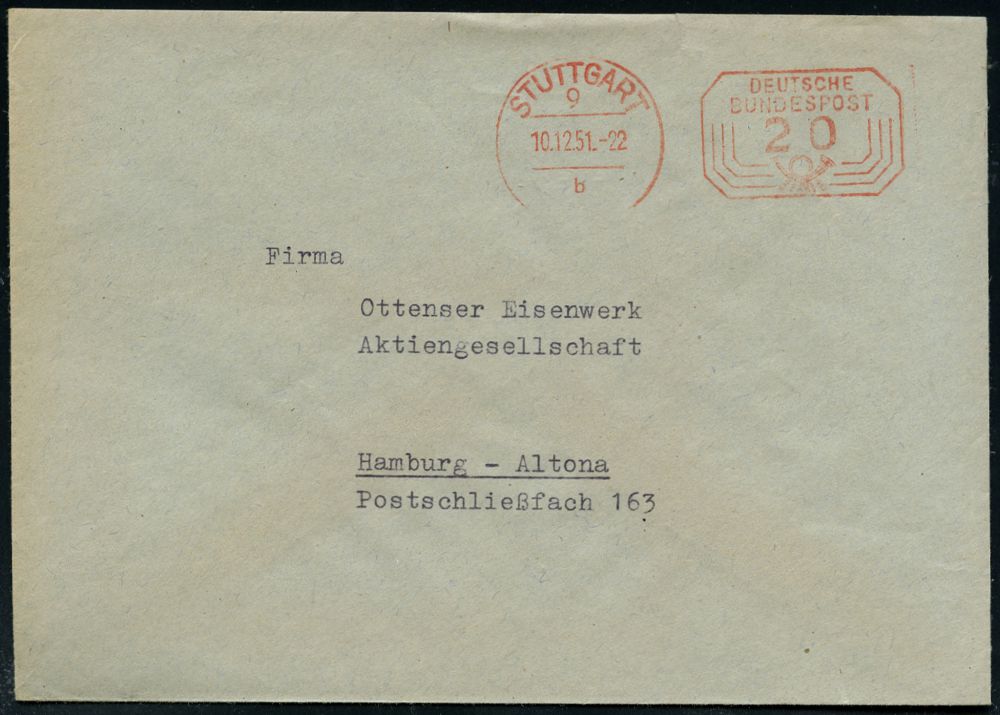 STUTTGART
9
10.12.51.-22
b
DEUTSCHE
BUNDESPOST
20
Firma
Ottenser Eisenwerk
Aktiengesellschaft
Hamburg - Altona
Postschließfach 163